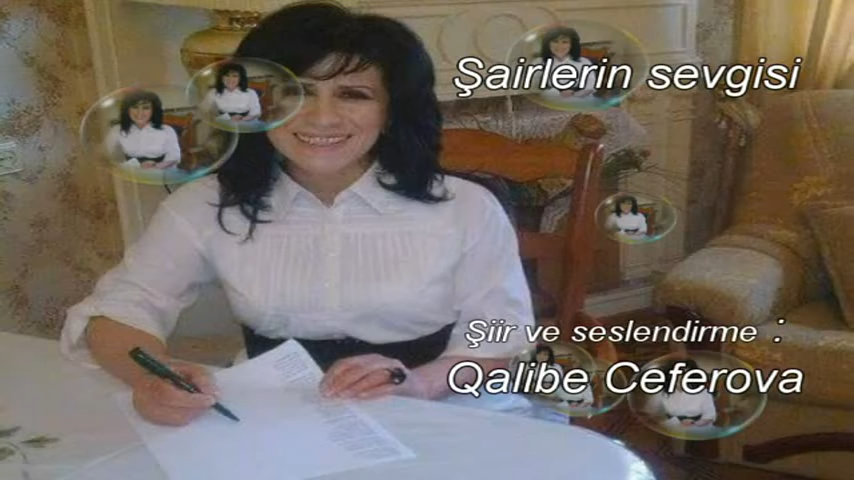 Şairlerin sevgisi
Şiir ve seslendirme :
Qalibe Ceferova